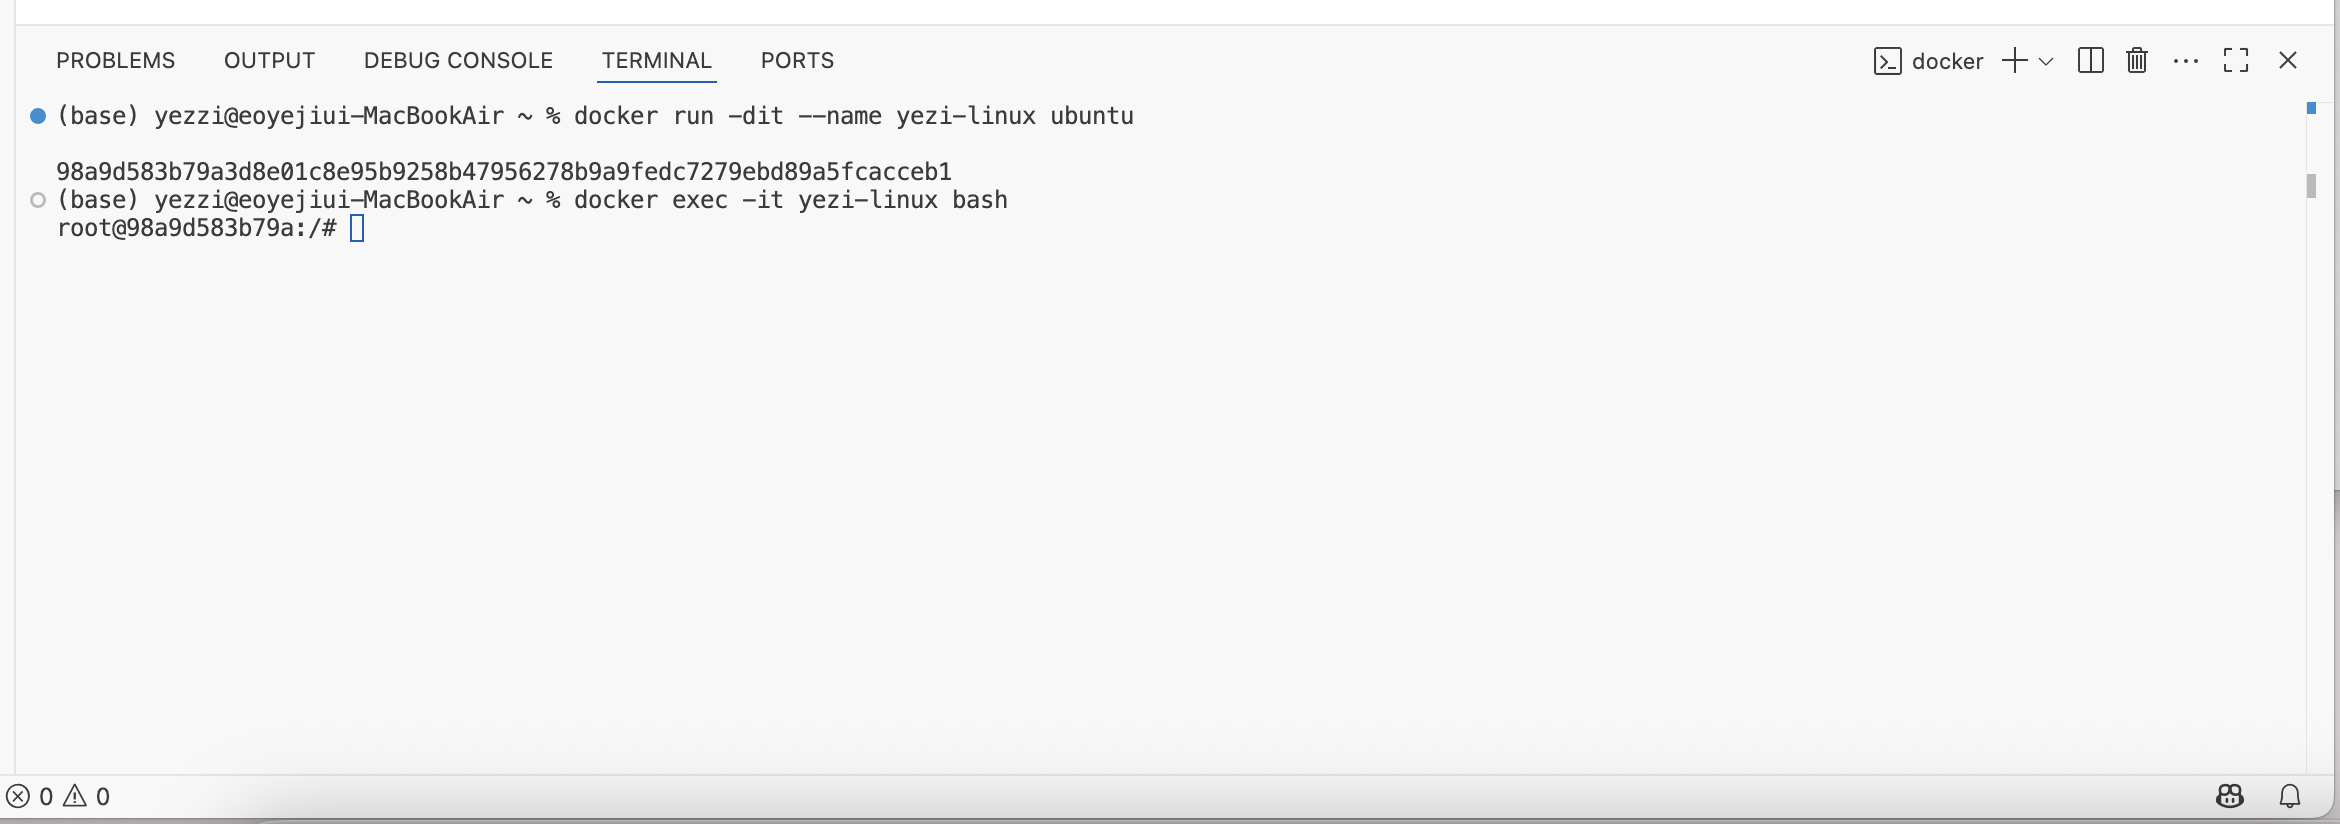 PROBLEMS OUTPUT DEBUG CONSOLE TERMINAL PORTS docker
(base) yezzi@eoyejiui-MacBookAir ~ % docker run -dit --name yezi-linux ubuntu
98a9d583b79a3d8e01c8e95b9258b47956278b9a9fedc7279ebd89a5fcacceb1
(base) yezzi@eoyejiui-MacBookAir ~ % docker exec -it yezi-linux bash
root@98a9d583b79a:/#
0 0